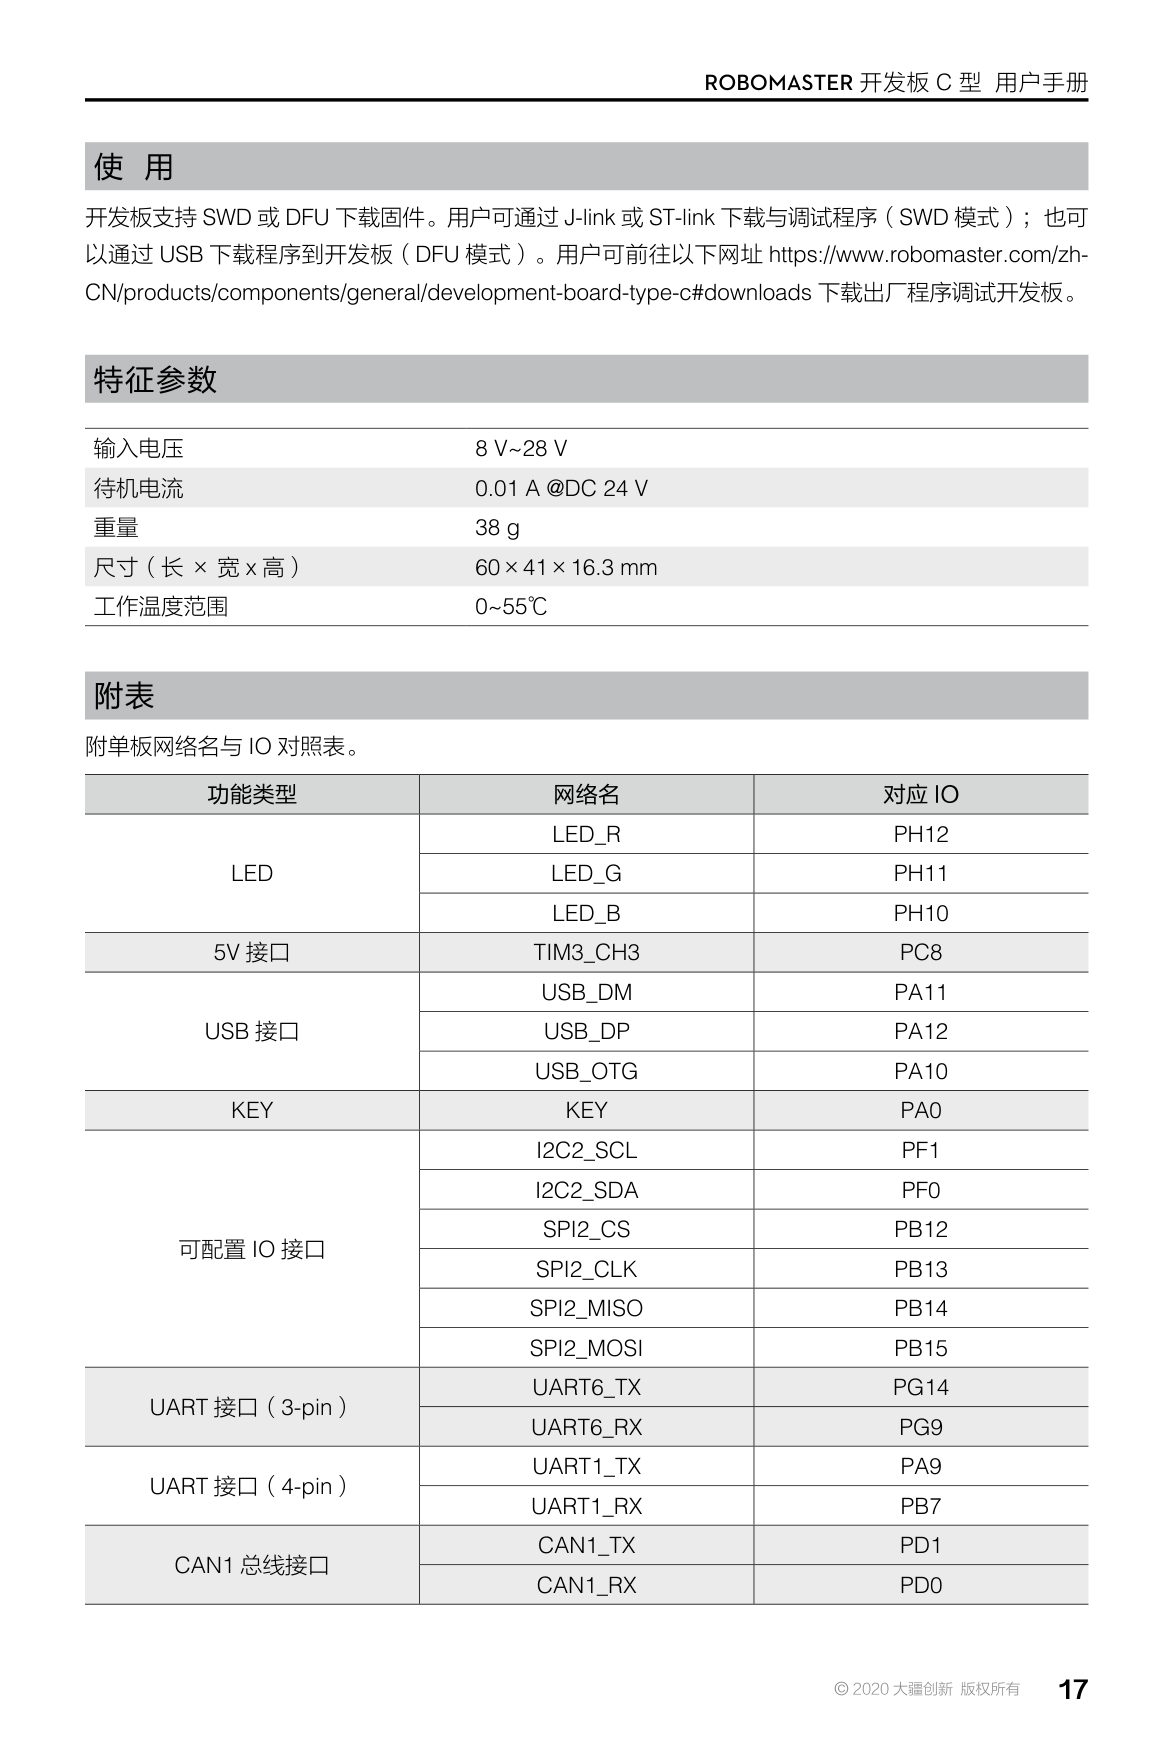 ROBOMASTER 开发板 C 型 用户手册
使 用
开发板支持 SWD 或 DFU 下载固件。用户可通过 J-link 或 ST-link 下载与调试程序（SWD 模式）；也可
以通过 USB 下载程序到开发板（DFU 模式）。用户可前往以下网址 https://www.robomaster.com/zh-
CN/products/components/general/development-board-type-c#downloads 下载出厂程序调试开发板。
特征参数
输入电压 8 V~28 V
待机电流 0.01 A @DC 24 V
重量 38 g
尺寸（长 × 宽 x 高） 60 × 41 × 16.3 mm
工作温度范围 0~55℃
附表
附单板网络名与 IO 对照表。
功能类型 网络名 对应 IO
LED_R PH12
LED LED_G PH11
LED_B PH10
5V 接口 TIM3_CH3 PC8
USB_DM PA11
USB 接口 USB_DP PA12
USB_OTG PA10
KEY KEY PA0
I2C2_SCL PF1
I2C2_SDA PF0
SPI2_CS PB12
可配置 IO 接口
SPI2_CLK PB13
SPI2_MISO PB14
SPI2_MOSI PB15
UART 接口（3-pin）
UART6_TX PG14
UART6_RX PG9
UART 接口（4-pin）
UART1_TX PA9
UART1_RX PB7
CAN1 总线接口
CAN1_TX PD1
CAN1_RX PD0
© 2020 大疆创新 版权所有 17